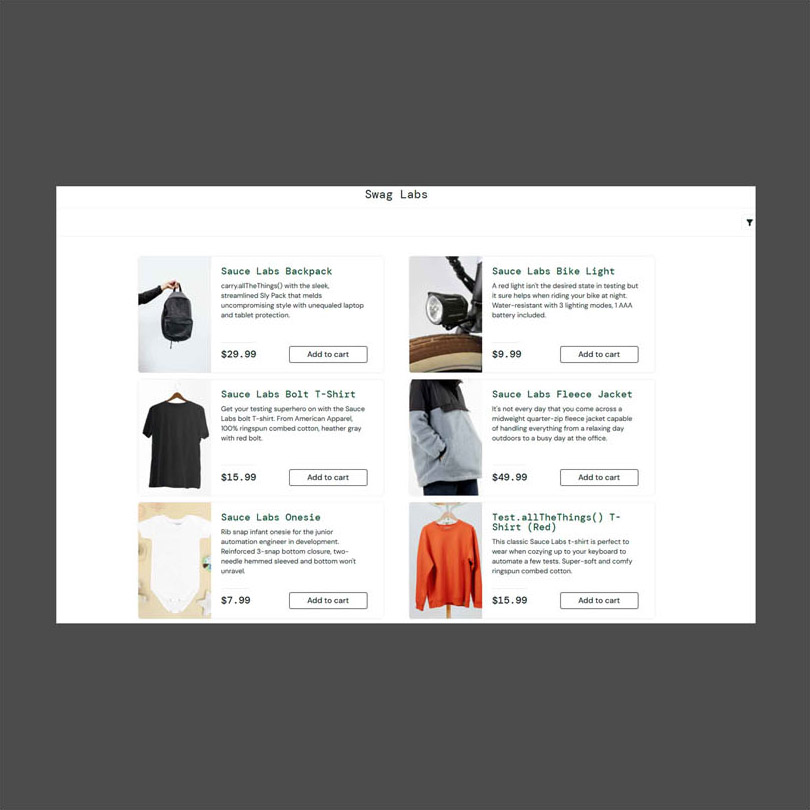 Swag Labs
Sauce Labs Backpack
carry.allTheThings() with the sleek,
streamlined Sly Pack that melds
uncompromising style with unequaled laptop
and tablet protection.
$29.99
Add to cart
Sauce Labs Bike Light
A red light isn't the desired state in testing but
it sure helps when riding your bike at night.
Water-resistant with 3 lighting modes, 1 AAA
battery included.
$9.99
Add to cart
Sauce Labs Bolt T-Shirt
Get your testing superhero on with the Sauce
Labs bolt T-shirt. From American Apparel,
100% ringspun combed cotton, heather gray
with red bolt.
$15.99
Add to cart
Sauce Labs Fleece Jacket
It's not every day that you come across a
midweight quarter-zip fleece jacket capable
of handling everything from a relaxing day
outdoors to a busy day at the office.
$49.99
Add to cart
Sauce Labs Onesie
Rib snap infant onesie for the junior
automation engineer in development.
Reinforced 3-snap bottom closure, two-
needle hemmed sleeved and bottom won't
unravel.
$7.99
Add to cart
Test.allTheThings() T-
Shirt (Red)
This classic Sauce Labs t-shirt is perfect to
wear when cozying up to your keyboard to
automate a few tests. Super-soft and comfy
ringspun combed cotton.
$15.99
Add to cart